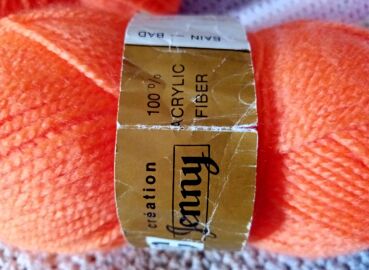 BAIN - BAD
100 % ACRYLIC
FIBER
création
Jenny